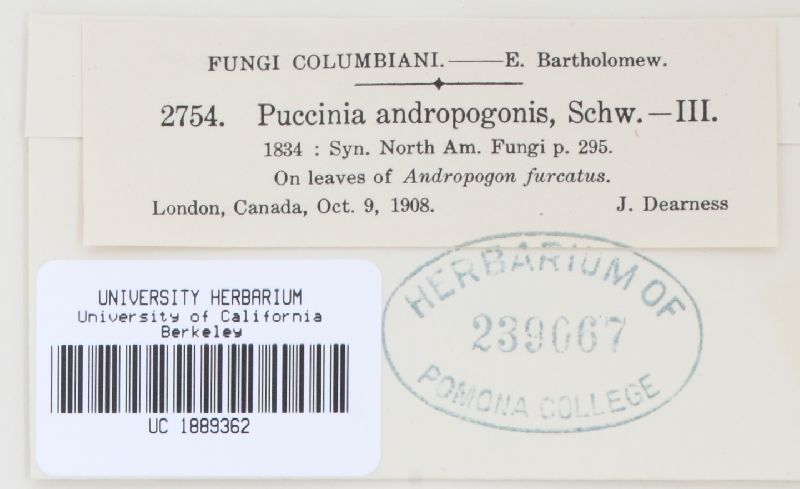 FUNGI COLUMBIANI.——E. Bartholomew.
2754. Puccinia andropogonis, Schw.—III.
1834 : Syn. North Am. Fungi p. 295.
On leaves of Andropogon furcatus.
London, Canada, Oct. 9, 1908. J. Dearness
HERBARIUM OF
239067
POMONA COLLEGE
UNIVERSITY HERBARIUM
University of California
Berkeley
UC 1889362